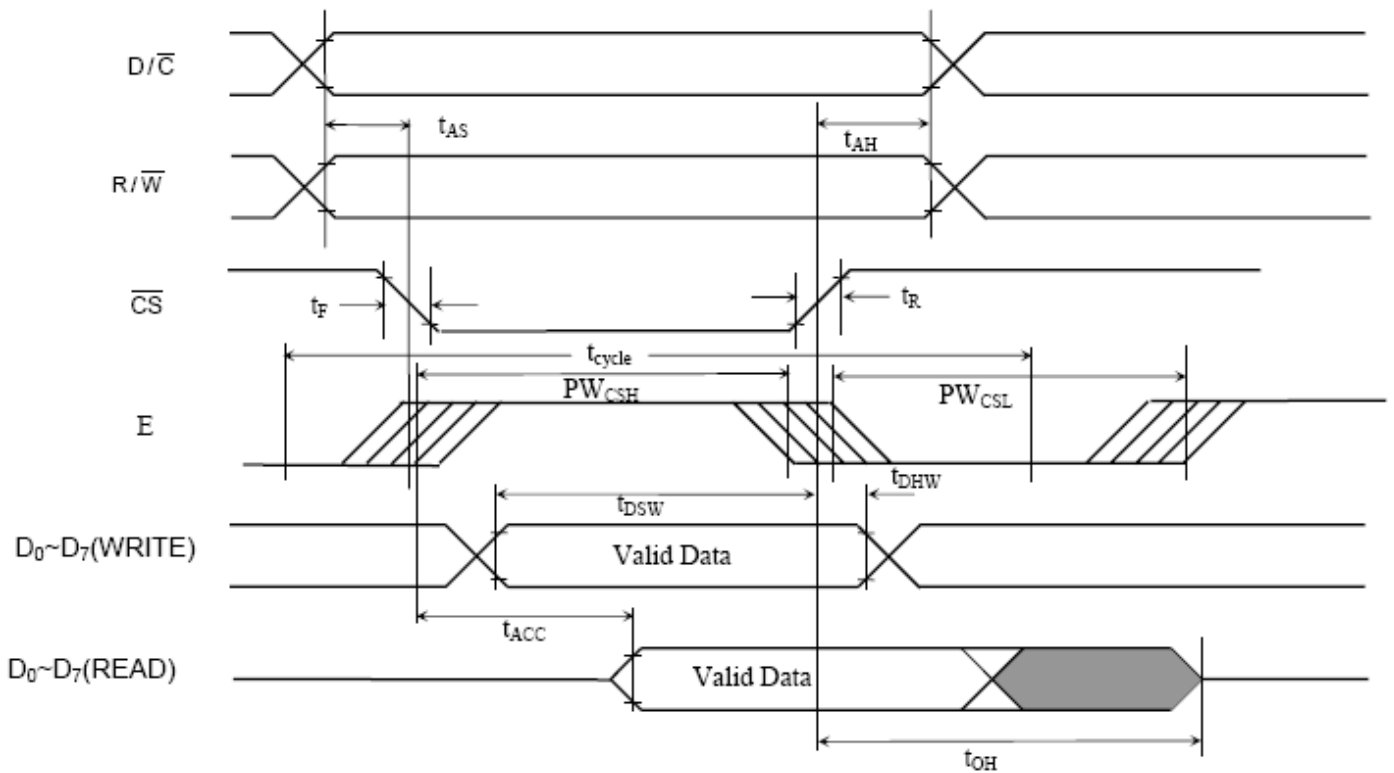 D/C̅
t_AS
t_AH
R/W̅
C̅S̅
t_F
t_R
t_cycle
PW_CSH
PW_CSL
E
t_DHW
t_DSW
D₀~D₇(WRITE)
Valid Data
t_ACC
D₀~D₇(READ)
Valid Data
t_OH